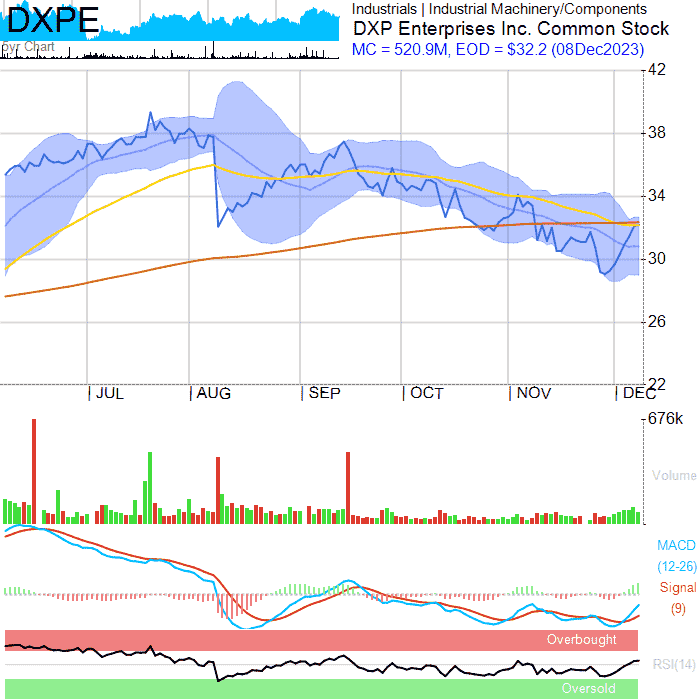 DXPE
5yr Chart
Industrials | Industrial Machinery/Components
DXP Enterprises Inc. Common Stock
MC = 520.9M, EOD = $32.2 (08Dec2023)
42
38
34
30
26
22
JUL AUG SEP OCT NOV DEC
676k
Volume
MACD
(12-26)
Signal
(9)
Overbought
RSI(14)
Oversold